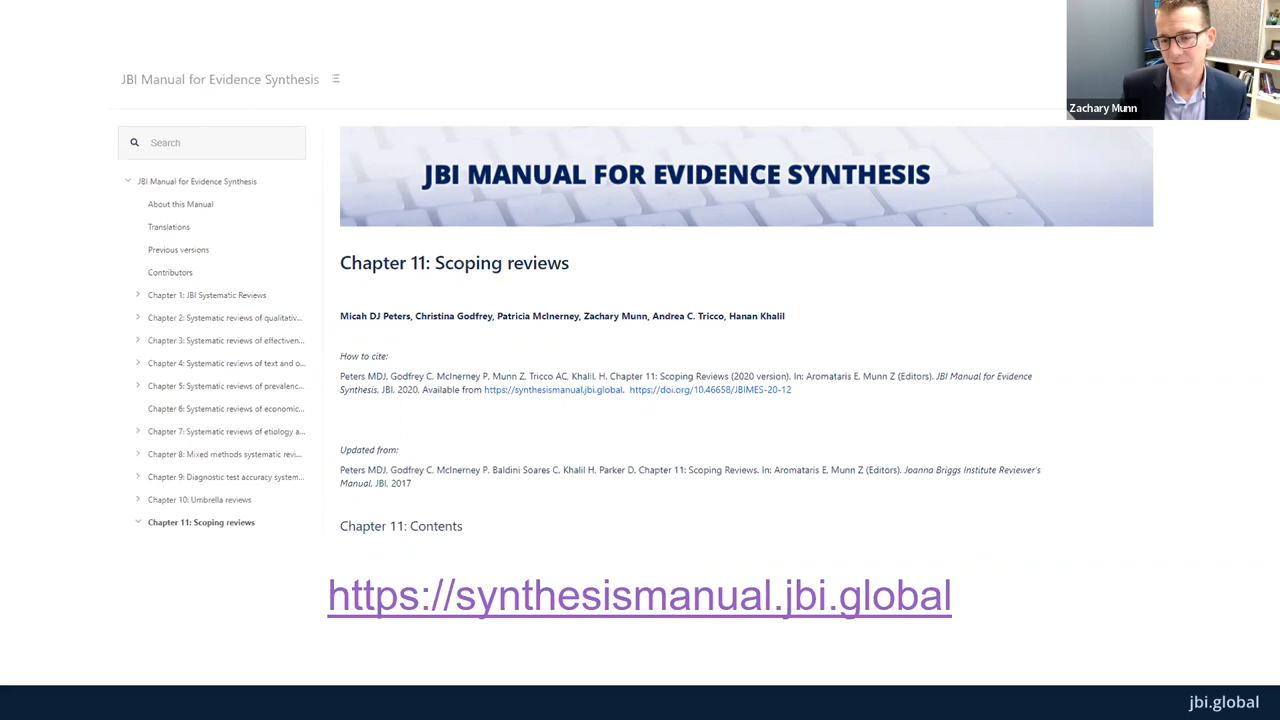 JBI Manual for Evidence Synthesis
Zachary Munn
Search
JBI Manual for Evidence Synthesis
About this Manual
Translations
Previous versions
Contributors
Chapter 1: JBI Systematic Reviews
Chapter 2: Systematic reviews of qualitativ...
Chapter 3: Systematic reviews of effectiven...
Chapter 4: Systematic reviews of text and o...
Chapter 5: Systematic reviews of prevalenc...
Chapter 6: Systematic reviews of economic...
Chapter 7: Systematic reviews of etiology a...
Chapter 8: Mixed methods systematic revi...
Chapter 9: Diagnostic test accuracy system...
Chapter 10: Umbrella reviews
Chapter 11: Scoping reviews
JBI MANUAL FOR EVIDENCE SYNTHESIS
Chapter 11: Scoping reviews
Micah DJ Peters, Christina Godfrey, Patricia McInerney, Zachary Munn, Andrea C. Tricco, Hanan Khalil
How to cite:
Peters MDJ, Godfrey C, McInerney P, Munn Z, Tricco AC, Khalil, H. Chapter 11: Scoping Reviews (2020 version). In: Aromataris E, Munn Z (Editors). JBI Manual for Evidence
Synthesis, JBI, 2020. Available from https://synthesismanual.jbi.global. https://doi.org/10.46658/JBIMES-20-12
Updated from:
Peters MDJ, Godfrey C, McInerney P, Baldini Soares C, Khalil H, Parker D. Chapter 11: Scoping Reviews. In: Aromataris E, Munn Z (Editors). Joanna Briggs Institute Reviewer's
Manual, JBI, 2017
Chapter 11: Contents
https://synthesismanual.jbi.global
jbi.global